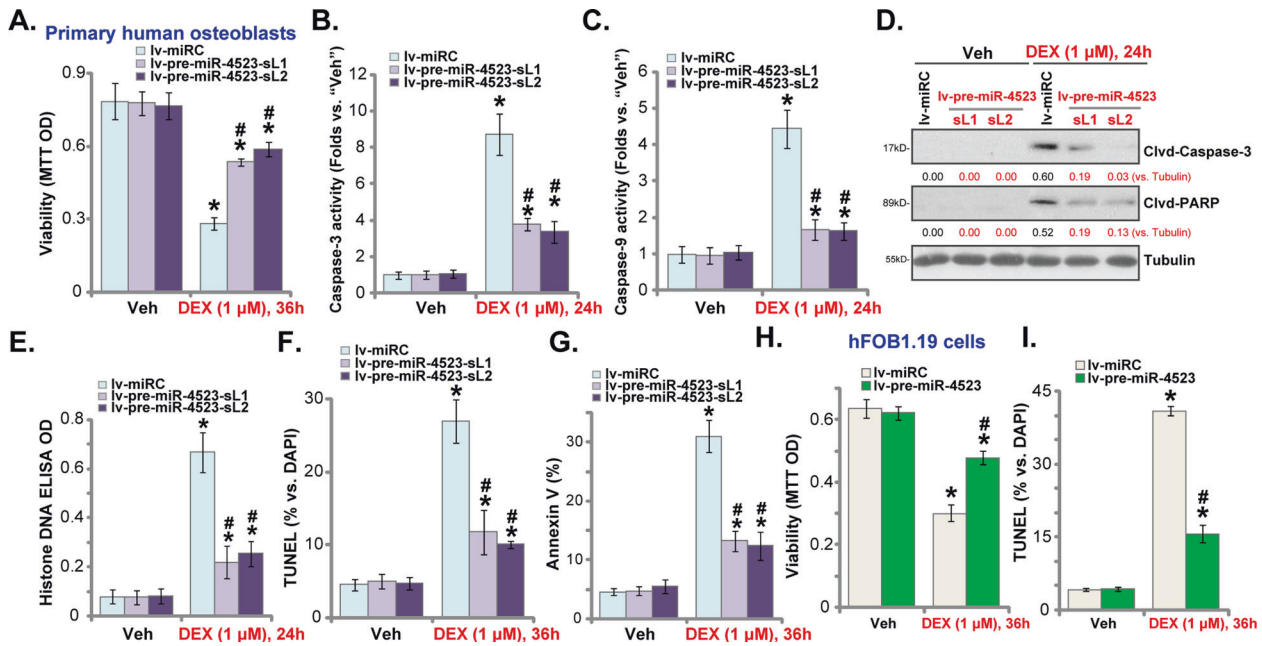 A.
Primary human osteoblasts
lv-miRC
lv-pre-miR-4523-sL1
lv-pre-miR-4523-sL2
Viability (MTT OD)
0.9
0.6
0.3
0
*
#
*
#
*
Veh
DEX (1 µM), 36h
B.
lv-miRC
lv-pre-miR-4523-sL1
lv-pre-miR-4523-sL2
Caspase-3 activity (Folds vs. “Veh”)
12
10
8
6
4
2
0
*
#
*
#
*
Veh
DEX (1 µM), 24h
C.
lv-miRC
lv-pre-miR-4523-sL1
lv-pre-miR-4523-sL2
Caspase-9 activity (Folds vs. “Veh”)
6
5
4
3
2
1
0
*
#
*
#
*
Veh
DEX (1 µM), 24h
D.
Veh
DEX (1 µM), 24h
lv-miRC
lv-pre-miR-4523
sL1
sL2
lv-miRC
lv-pre-miR-4523
sL1
sL2
17kD-
Clvd-Caspase-3
0.00 0.00 0.00 0.60 0.19 0.03 (vs. Tubulin)
89kD-
Clvd-PARP
0.00 0.00 0.00 0.52 0.19 0.13 (vs. Tubulin)
55kD-
Tubulin
E.
lv-miRC
lv-pre-miR-4523-sL1
lv-pre-miR-4523-sL2
Histone DNA ELISA OD
0.8
0.6
0.4
0.2
0
*
#
*
#
*
Veh
DEX (1 µM), 24h
F.
lv-miRC
lv-pre-miR-4523-sL1
lv-pre-miR-4523-sL2
TUNEL (% vs. DAPI)
30
20
10
0
*
#
*
#
*
Veh
DEX (1 µM), 36h
G.
lv-miRC
lv-pre-miR-4523-sL1
lv-pre-miR-4523-sL2
Annexin V (%)
30
20
10
0
*
#
*
#
*
Veh
DEX (1 µM), 36h
H.
hFOB1.19 cells
lv-miRC
lv-pre-miR-4523
Viability (MTT OD)
0.6
0.4
0.2
0
*
#
*
Veh
DEX (1 µM), 36h
I.
lv-miRC
lv-pre-miR-4523
TUNEL (% vs. DAPI)
45
30
15
0
*
#
*
Veh
DEX (1 µM), 36h